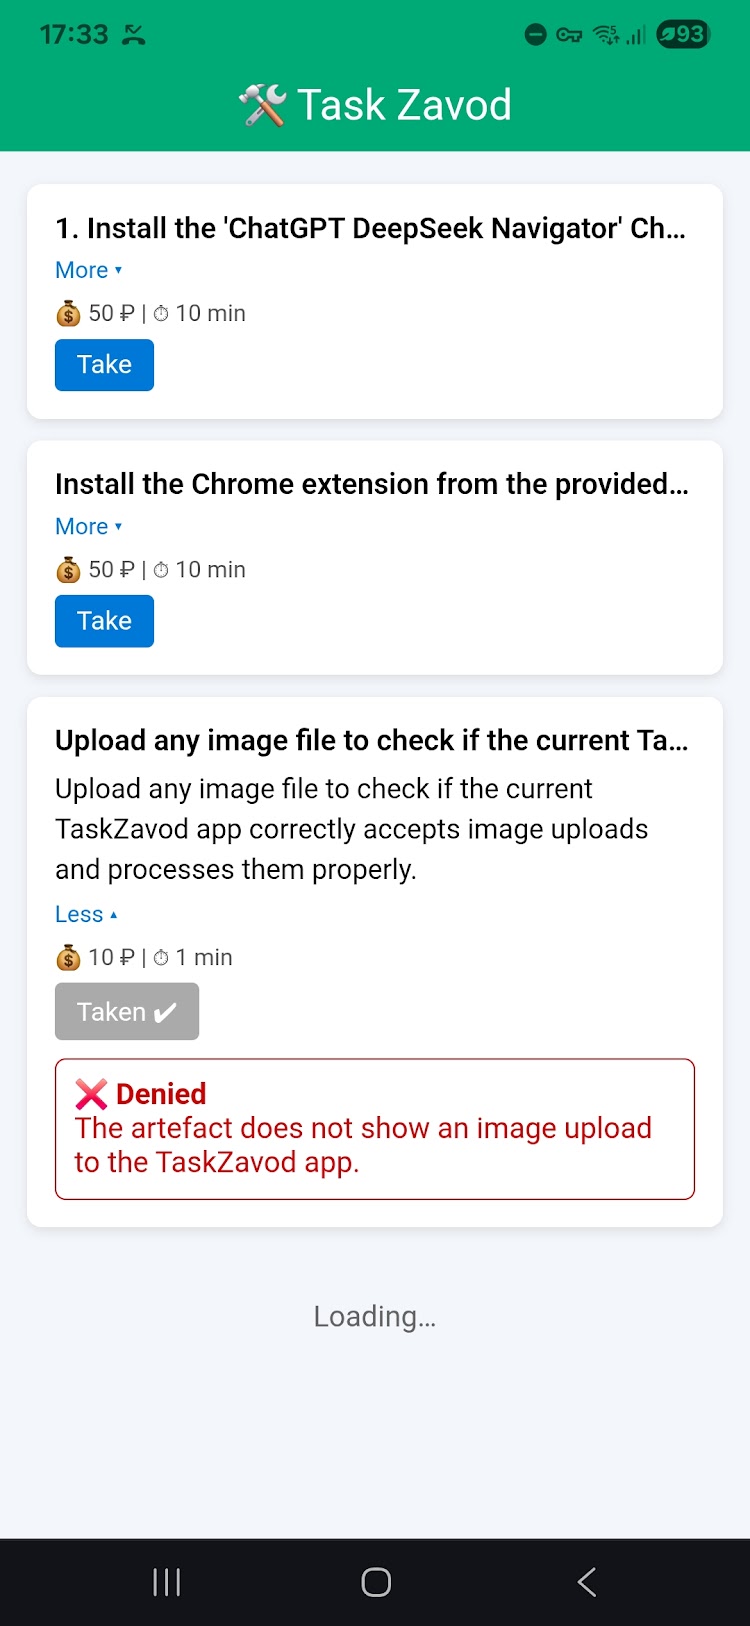 17:33
93
Task Zavod
1. Install the 'ChatGPT DeepSeek Navigator' Ch...
More ▾
50 ₽ | ⏱ 10 min
Take
Install the Chrome extension from the provided...
More ▾
50 ₽ | ⏱ 10 min
Take
Upload any image file to check if the current Ta...
Upload any image file to check if the current
TaskZavod app correctly accepts image uploads
and processes them properly.
Less ▴
10 ₽ | ⏱ 1 min
Taken ✔
❌ Denied
The artefact does not show an image upload
to the TaskZavod app.
Loading...